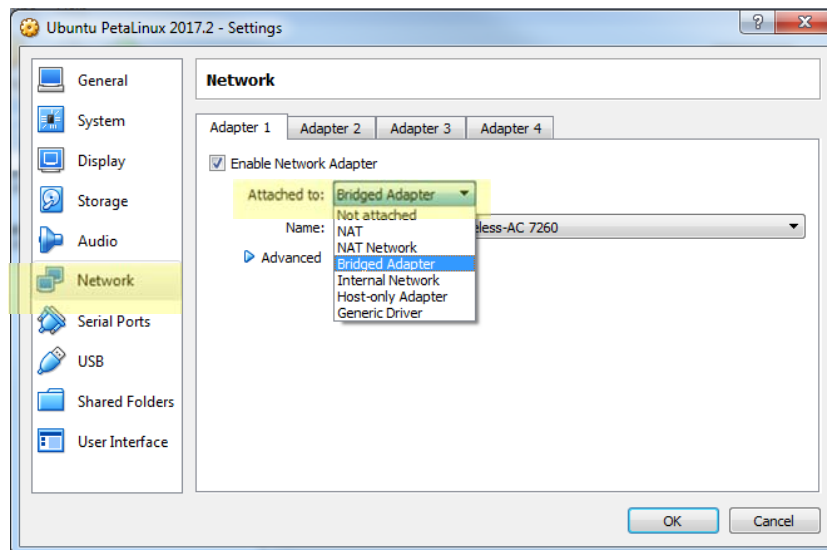 Ubuntu PetaLinux 2017.2 - Settings
?
General
System
Display
Storage
Audio
Network
Serial Ports
USB
Shared Folders
User Interface
Network
Adapter 1 Adapter 2 Adapter 3 Adapter 4
Enable Network Adapter
Attached to: Bridged Adapter
Not attached
Name: eless-AC 7260
NAT
NAT Network
Advanced
Bridged Adapter
Internal Network
Host-only Adapter
Generic Driver
OK Cancel